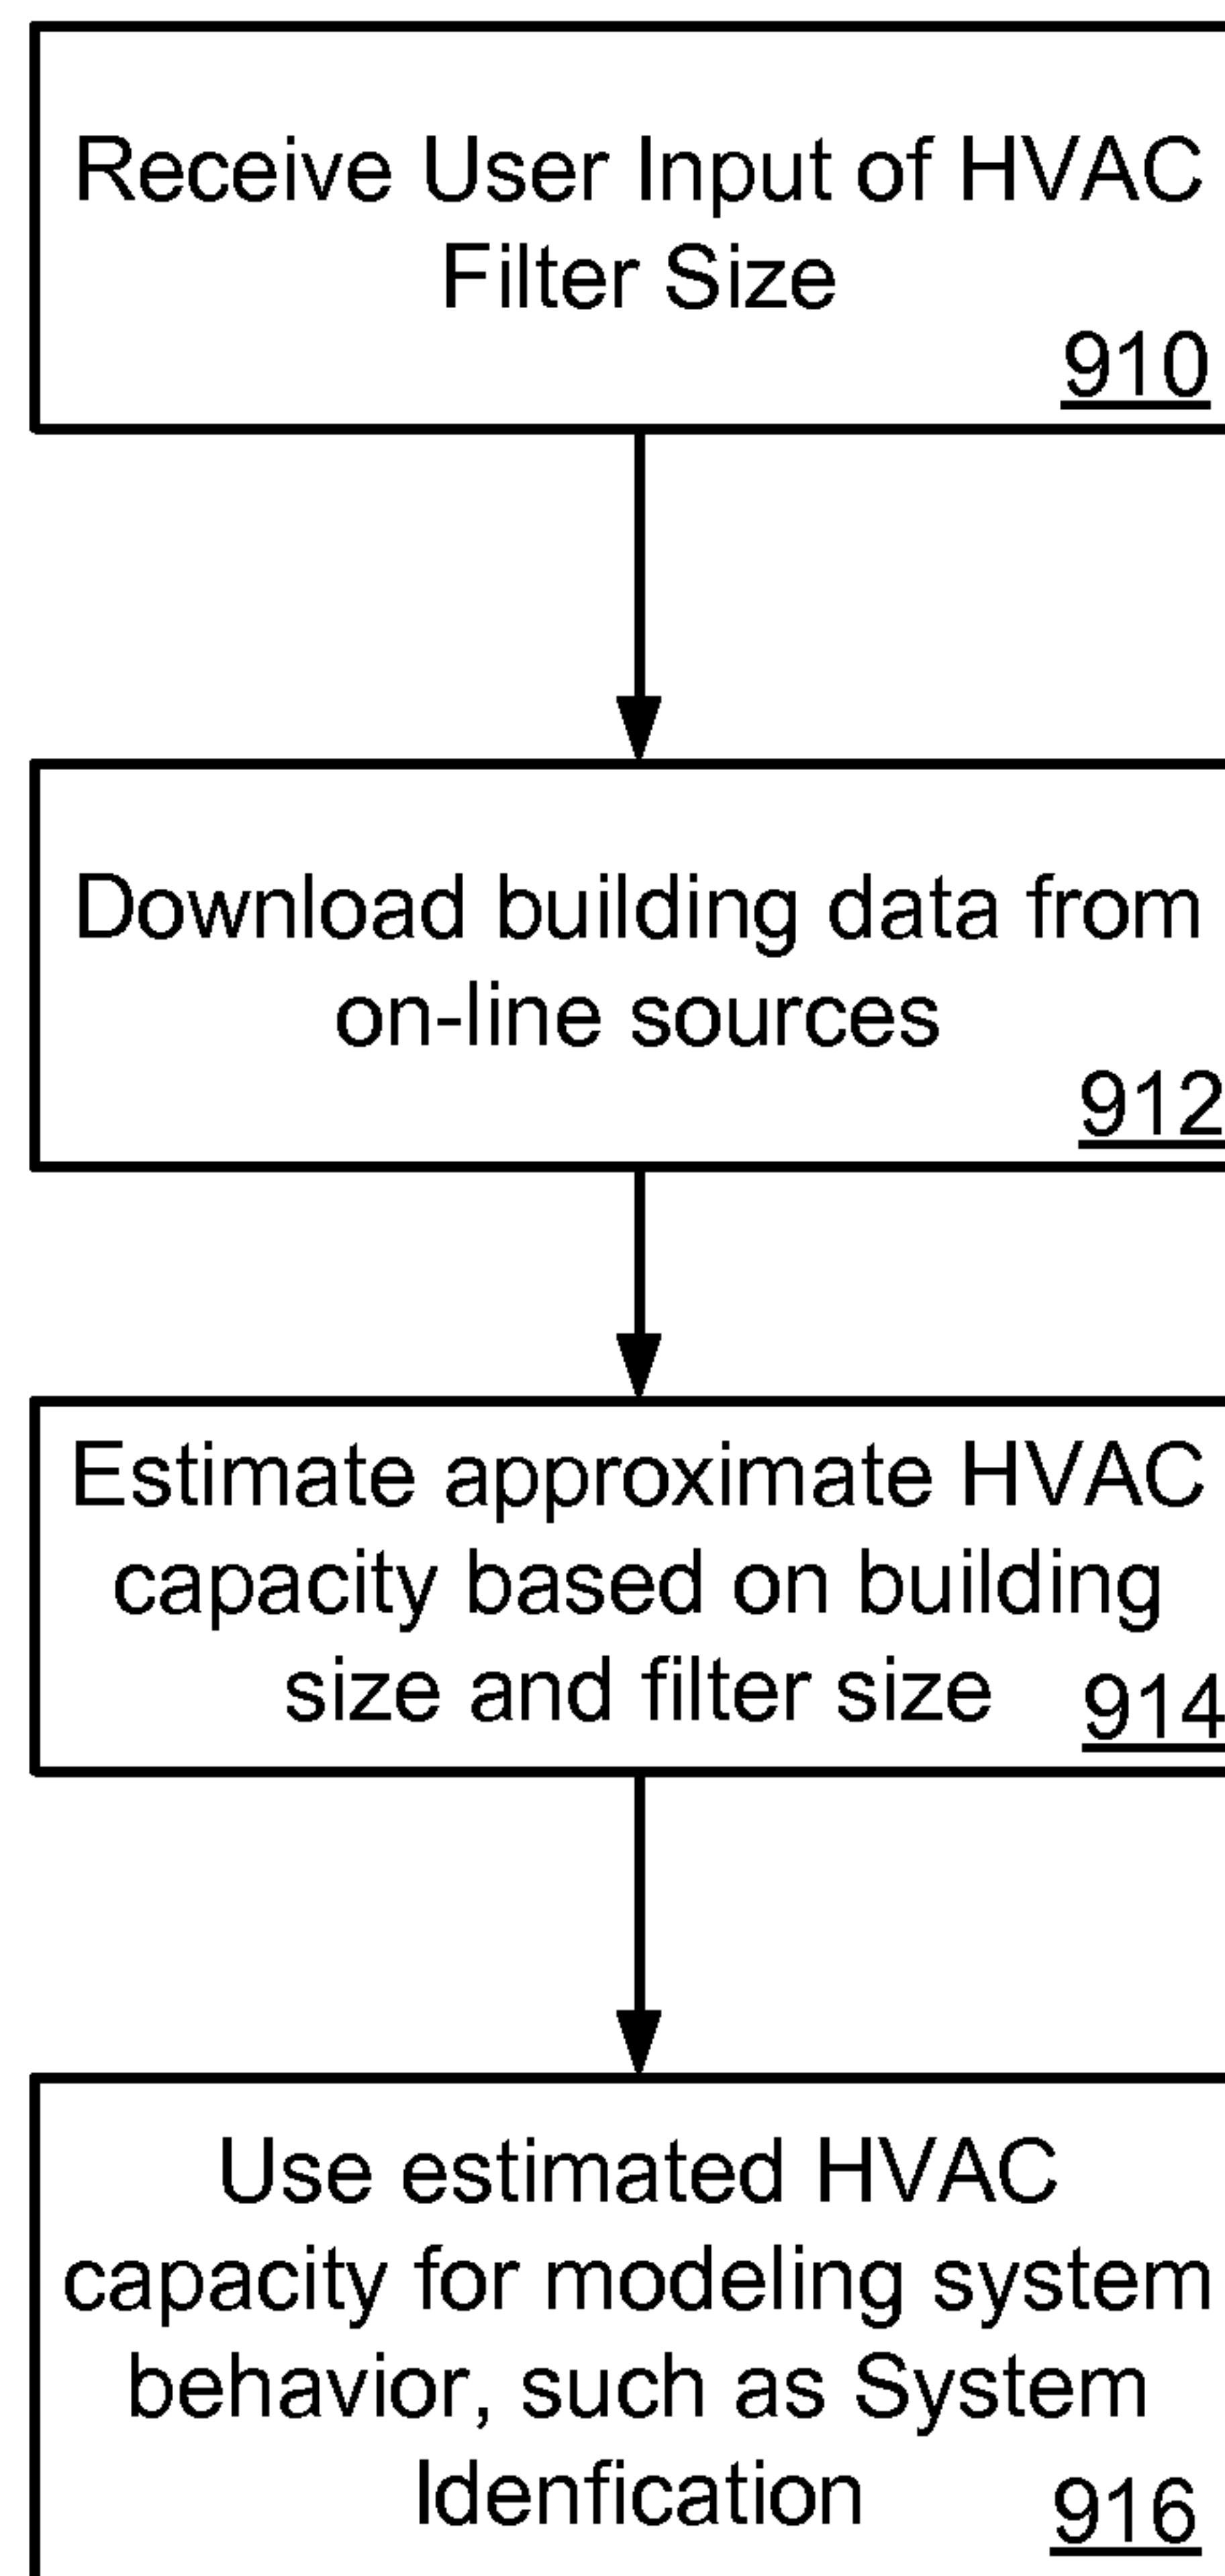 Receive User Input of HVAC
Filter Size
910
Download building data from
on-line sources
912
Estimate approximate HVAC
capacity based on building
size and filter size
914
Use estimated HVAC
capacity for modeling system
behavior, such as System
Idenfication
916